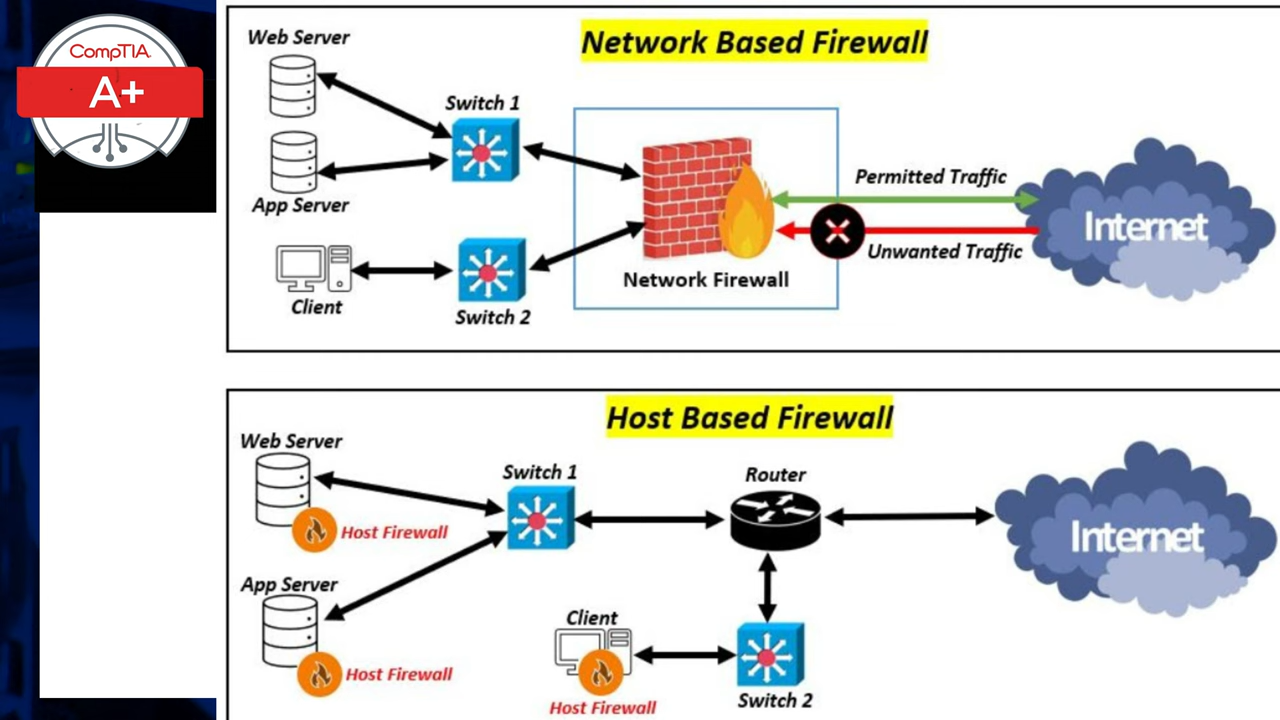 CompTIA.
A+
Network Based Firewall
Web Server
Switch 1
App Server
Client
Switch 2
Network Firewall
Permitted Traffic
Unwanted Traffic
Internet
Host Based Firewall
Web Server
Host Firewall
Switch 1
Router
Internet
App Server
Host Firewall
Client
Host Firewall
Switch 2